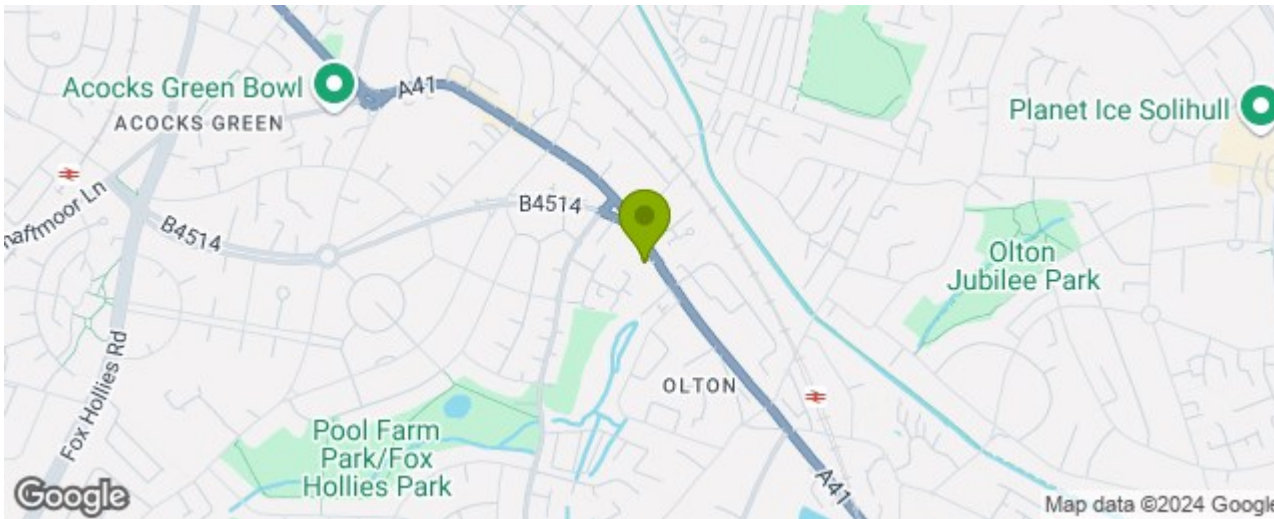 Acocks Green Bowl
A41
ACOCKS GREEN
Planet Ice Solihull
B4514
B4514
Olton
Jubilee Park
Fox Hollies Rd
OLTON
Pool Farm
Park/Fox
Hollies Park
A41
Google
Map data ©2024 Google